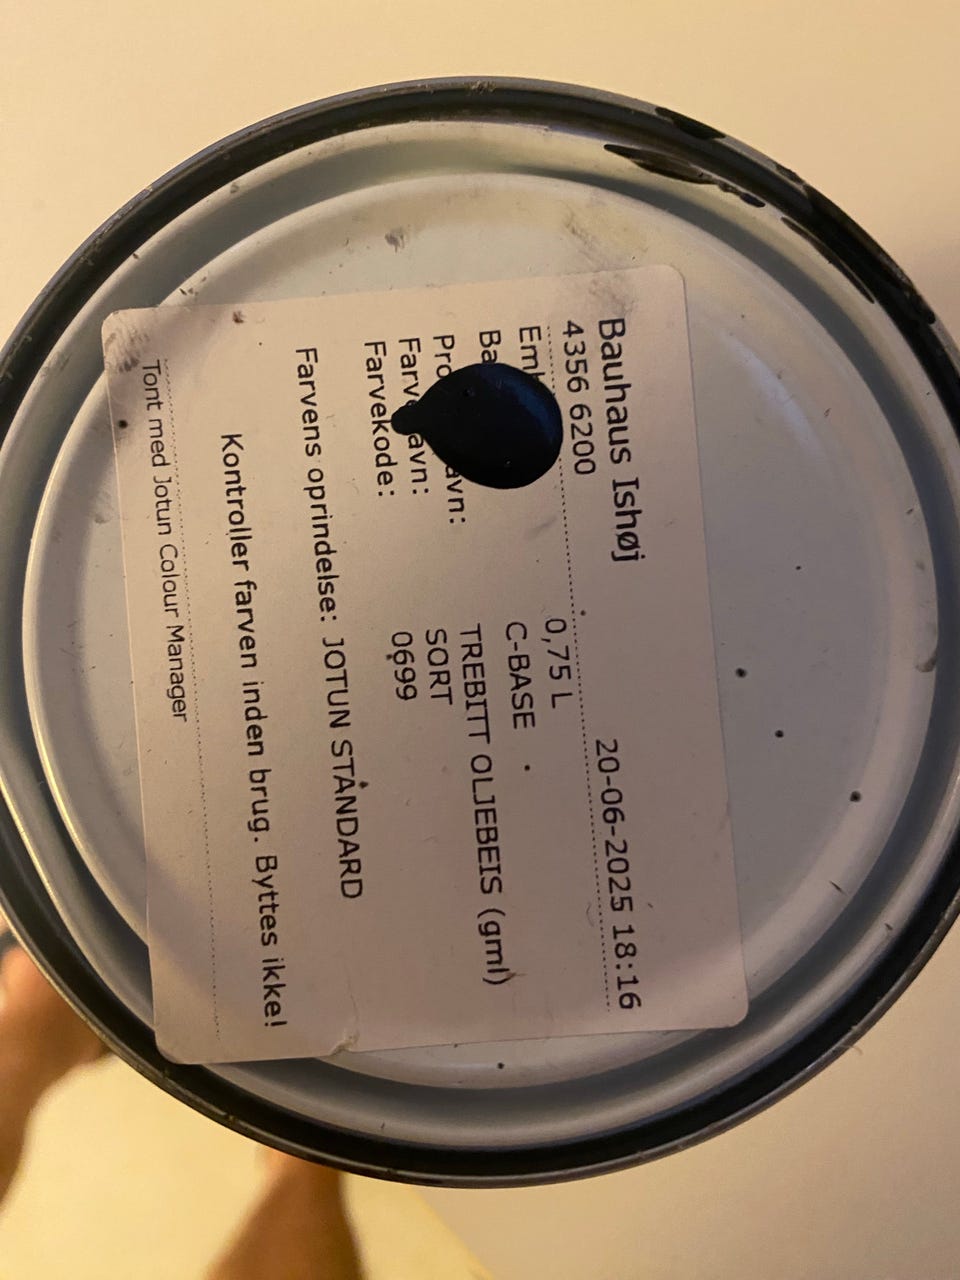 Bauhaus Ishøj
4356 6200 20-06-2025 18:16
0,75 L
C-BASE
TREBITT OLJEBEIS (gml)
SORT
Farvekode: 0699
Farvens oprindelse: JOTUN STANDARD
Kontroller farven inden brug. Byttes ikke!
Tont med Jotun Colour Manager